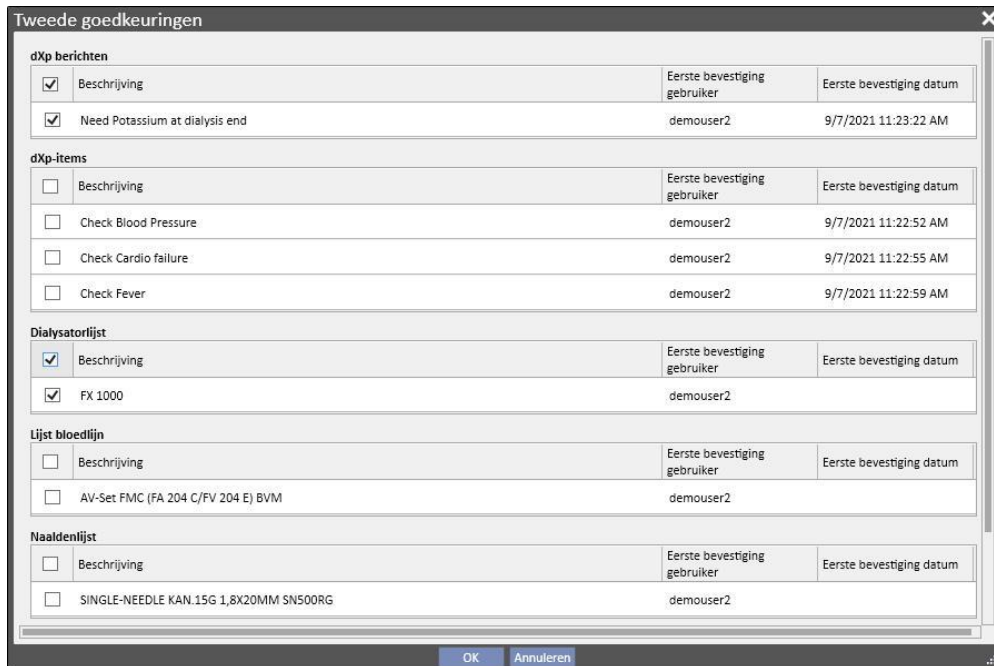 Tweede goedkeuringen
dXp berichten
Beschrijving Eerste bevestiging gebruiker Eerste bevestiging datum
Need Potassium at dialysis end demouser2 9/7/2021 11:23:22 AM
dXp-items
Beschrijving Eerste bevestiging gebruiker Eerste bevestiging datum
Check Blood Pressure demouser2 9/7/2021 11:22:52 AM
Check Cardio failure demouser2 9/7/2021 11:22:55 AM
Check Fever demouser2 9/7/2021 11:22:59 AM
Dialysatorlijst
Beschrijving Eerste bevestiging gebruiker Eerste bevestiging datum
FX 1000 demouser2
Lijst bloedlijn
Beschrijving Eerste bevestiging gebruiker Eerste bevestiging datum
AV-Set FMC (FA 204 C/FV 204 E) BVM demouser2
Naaldenlijst
Beschrijving Eerste bevestiging gebruiker Eerste bevestiging datum
SINGLE-NEEDLE KAN.15G 1,8X20MM SN500RG demouser2
OK Annuleren